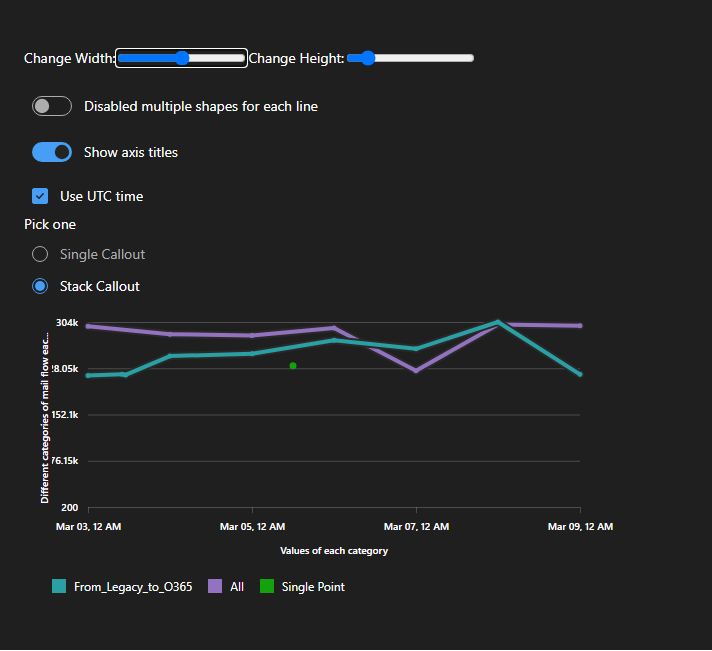 Change Width: Change Height:
Disabled multiple shapes for each line
Show axis titles
Use UTC time
Pick one
Single Callout
Stack Callout
304k
8.05k
152.1k
76.15k
200
Different categories of mail flow eac...
Mar 03, 12 AM Mar 05, 12 AM Mar 07, 12 AM Mar 09, 12 AM
Values of each category
From_Legacy_to_O365 All Single Point